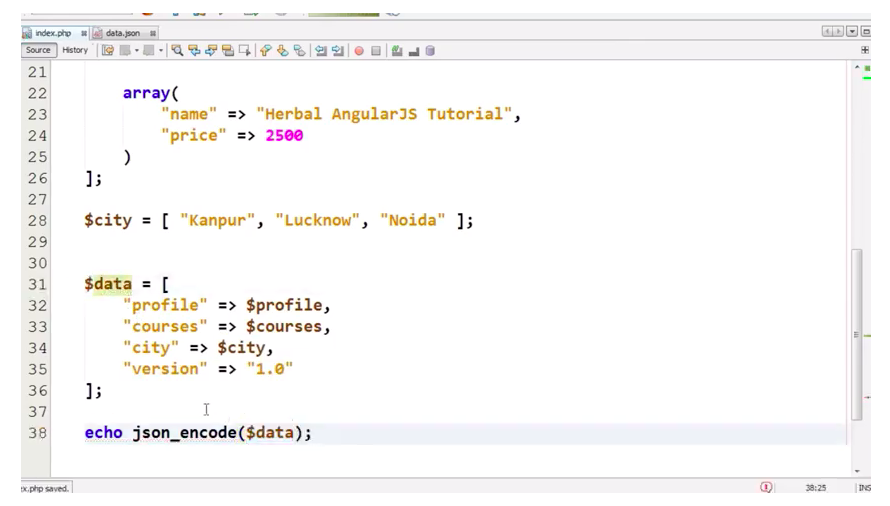 index.php
data.json
Source
History
21
22 array(
23 "name" => "Herbal AngularJS Tutorial",
24 "price" => 2500
25 )
26 ];
27
28 $city = [ "Kanpur", "Lucknow", "Noida" ];
29
30
31 $data = [
32 "profile" => $profile,
33 "courses" => $courses,
34 "city" => $city,
35 "version" => "1.0"
36 ];
37
38 echo json_encode($data);
ex.php saved.
38:25
INS